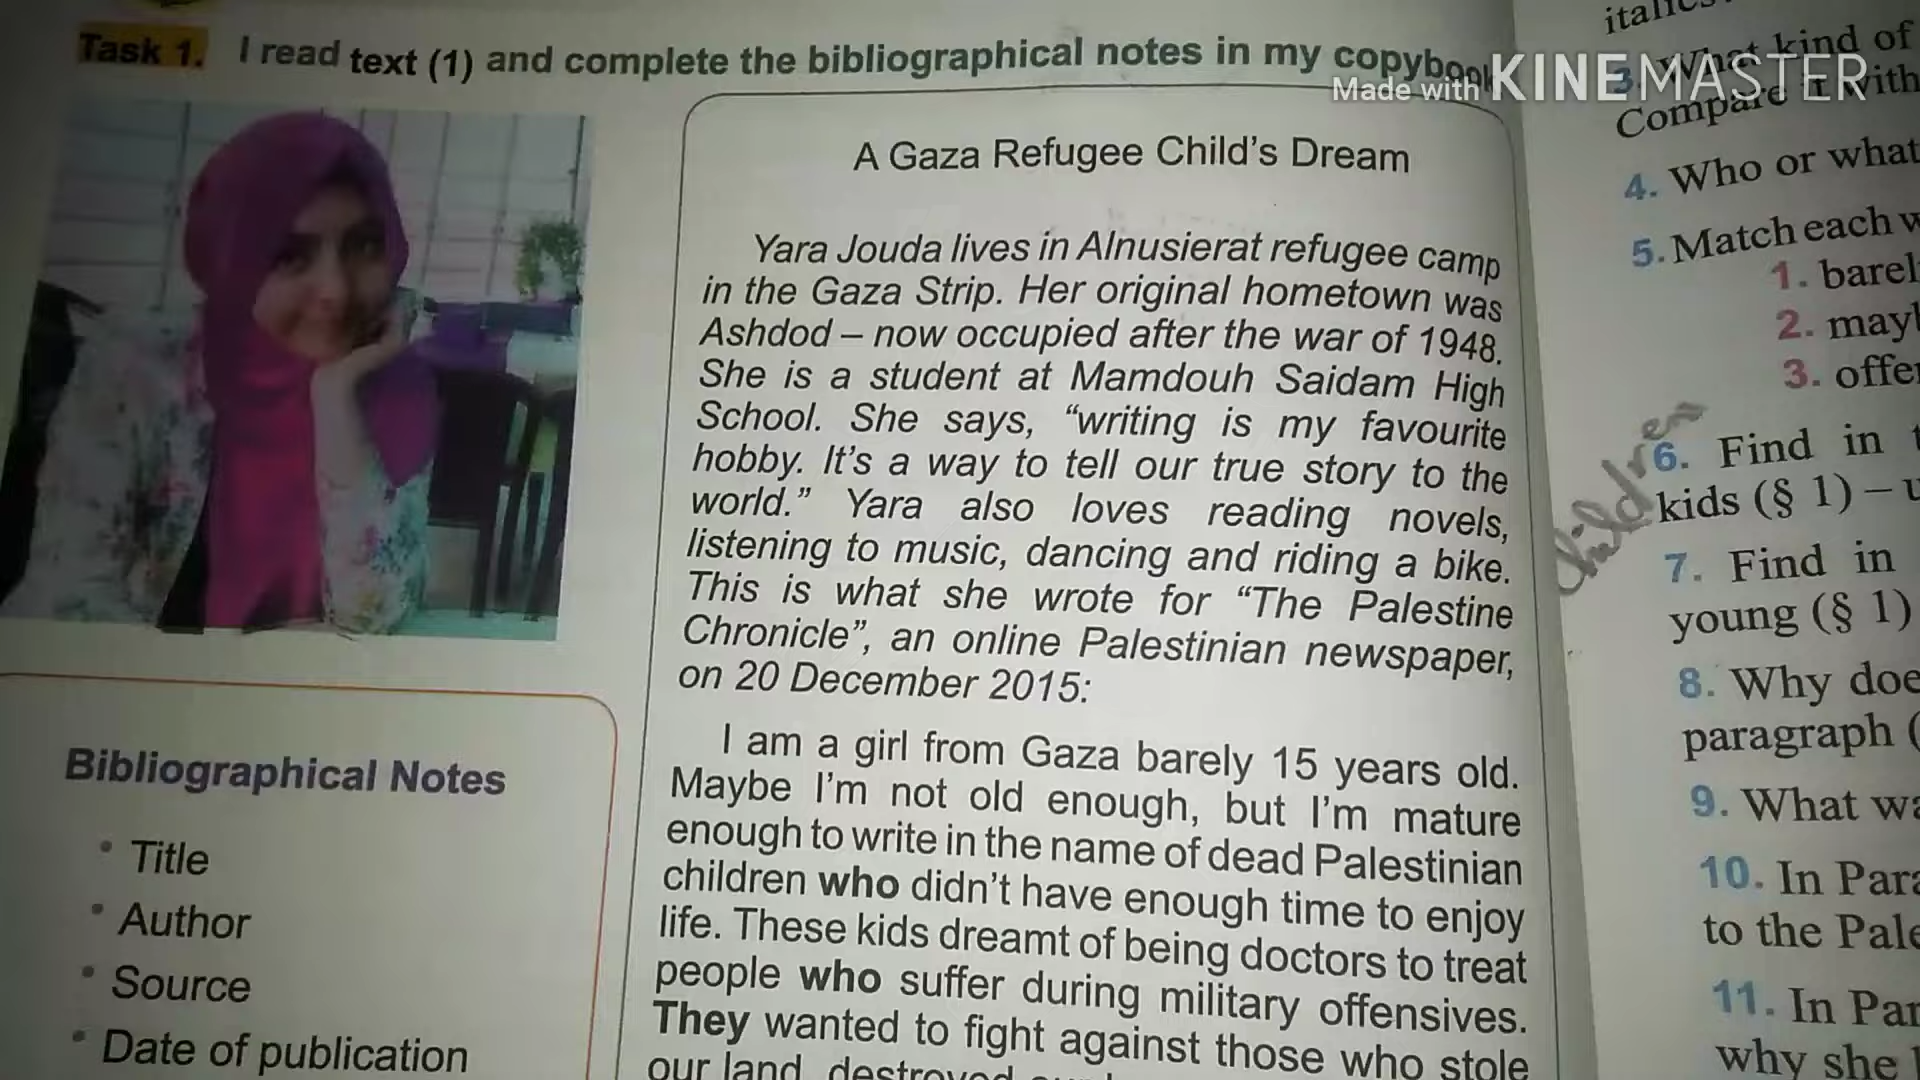 Task 1. I read text (1) and complete the bibliographical notes in my
Made with KINEMASTER
A Gaza Refugee Child's Dream
Yara Jouda lives in Alnusierat refugee camp
in the Gaza Strip. Her original hometown was
Ashdod – now occupied after the war of 1948.
She is a student at Mamdouh Saidam High
School. She says, “writing is my favourite
hobby. It's a way to tell our true story to the
world.” Yara also loves reading novels,
listening to music, dancing and riding a bike.
This is what she wrote for “The Palestine
Chronicle”, an online Palestinian newspaper,
on 20 December 2015:
I am a girl from Gaza barely 15 years old.
Maybe I'm not old enough, but I'm mature
enough to write in the name of dead Palestinian
children who didn't have enough time to enjoy
life. These kids dreamt of being doctors to treat
people who suffer during military offensives.
They wanted to fight against those who stole
our land, destroyed
Bibliographical Notes
• Title
• Author
• Source
• Date of publication
3. What kind of
Compare it with
4. Who or what
5. Match each
1.
2.
3.
6. Find in
kids (§ 1) –
children
7. Find in
young (§ 1)
8. Why
paragraph (
9. What
10. In
to the
11. In
why she